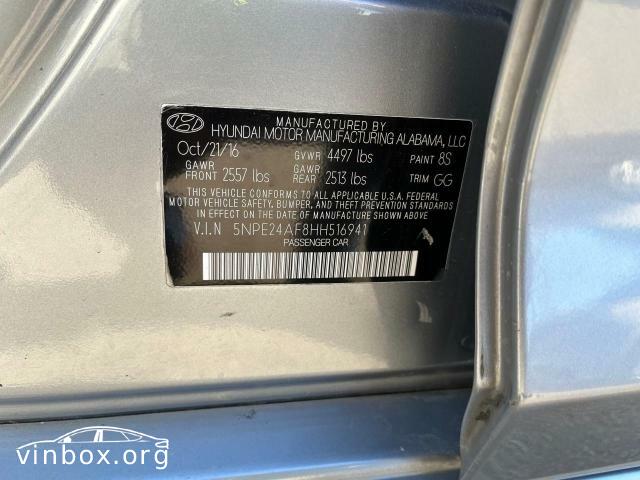 MANUFACTURED BY
HYUNDAI MOTOR MANUFACTURING ALABAMA, LLC
Oct/21/16 GVWR 4497 lbs PAINT 8S
GAWR FRONT 2557 lbs GAWR REAR 2513 lbs TRIM GG
THIS VEHICLE CONFORMS TO ALL APPLICABLE U.S.A. FEDERAL
MOTOR VEHICLE SAFETY, BUMPER, AND THEFT PREVENTION STANDARDS
IN EFFECT ON THE DATE OF MANUFACTURE SHOWN ABOVE
V.I.N 5NPE24AF8HH516941
PASSENGER CAR
vinbox.org